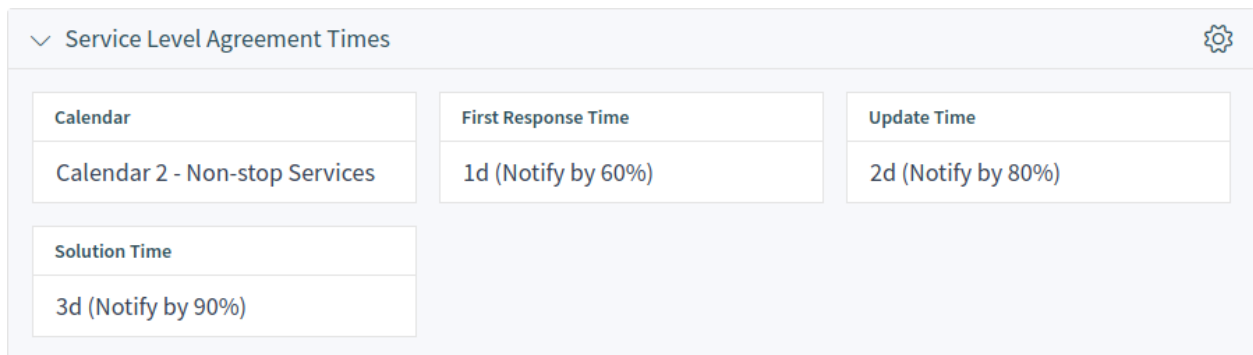 Service Level Agreement Times
Calendar
Calendar 2 - Non-stop Services
First Response Time
1d (Notify by 60%)
Update Time
2d (Notify by 80%)
Solution Time
3d (Notify by 90%)